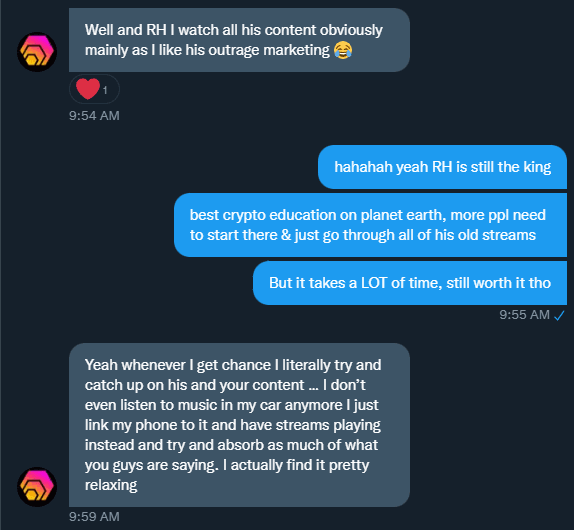 Well and RH I watch all his content obviously
mainly as I like his outrage marketing 😂
1
9:54 AM
hahahah yeah RH is still the king
best crypto education on planet earth, more ppl need
to start there & just go through all of his old streams
But it takes a LOT of time, still worth it tho
9:55 AM
Yeah whenever I get chance I literally try and
catch up on his and your content ... I don't
even listen to music in my car anymore I just
link my phone to it and have streams playing
instead and try and absorb as much of what
you guys are saying. I actually find it pretty
relaxing
9:59 AM